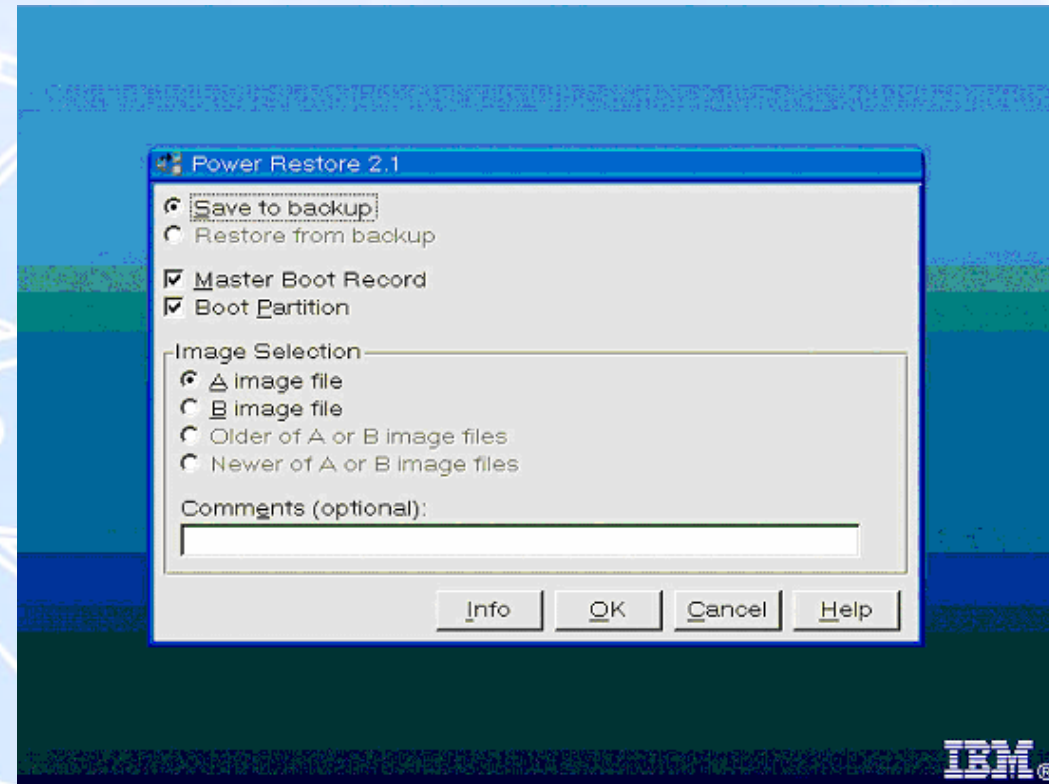 Power Restore 2.1
Save to backup
Restore from backup
Master Boot Record
Boot Partition
Image Selection
A image file
B image file
Older of A or B image files
Newer of A or B image files
Comments (optional):
Info OK Cancel Help
IBM®